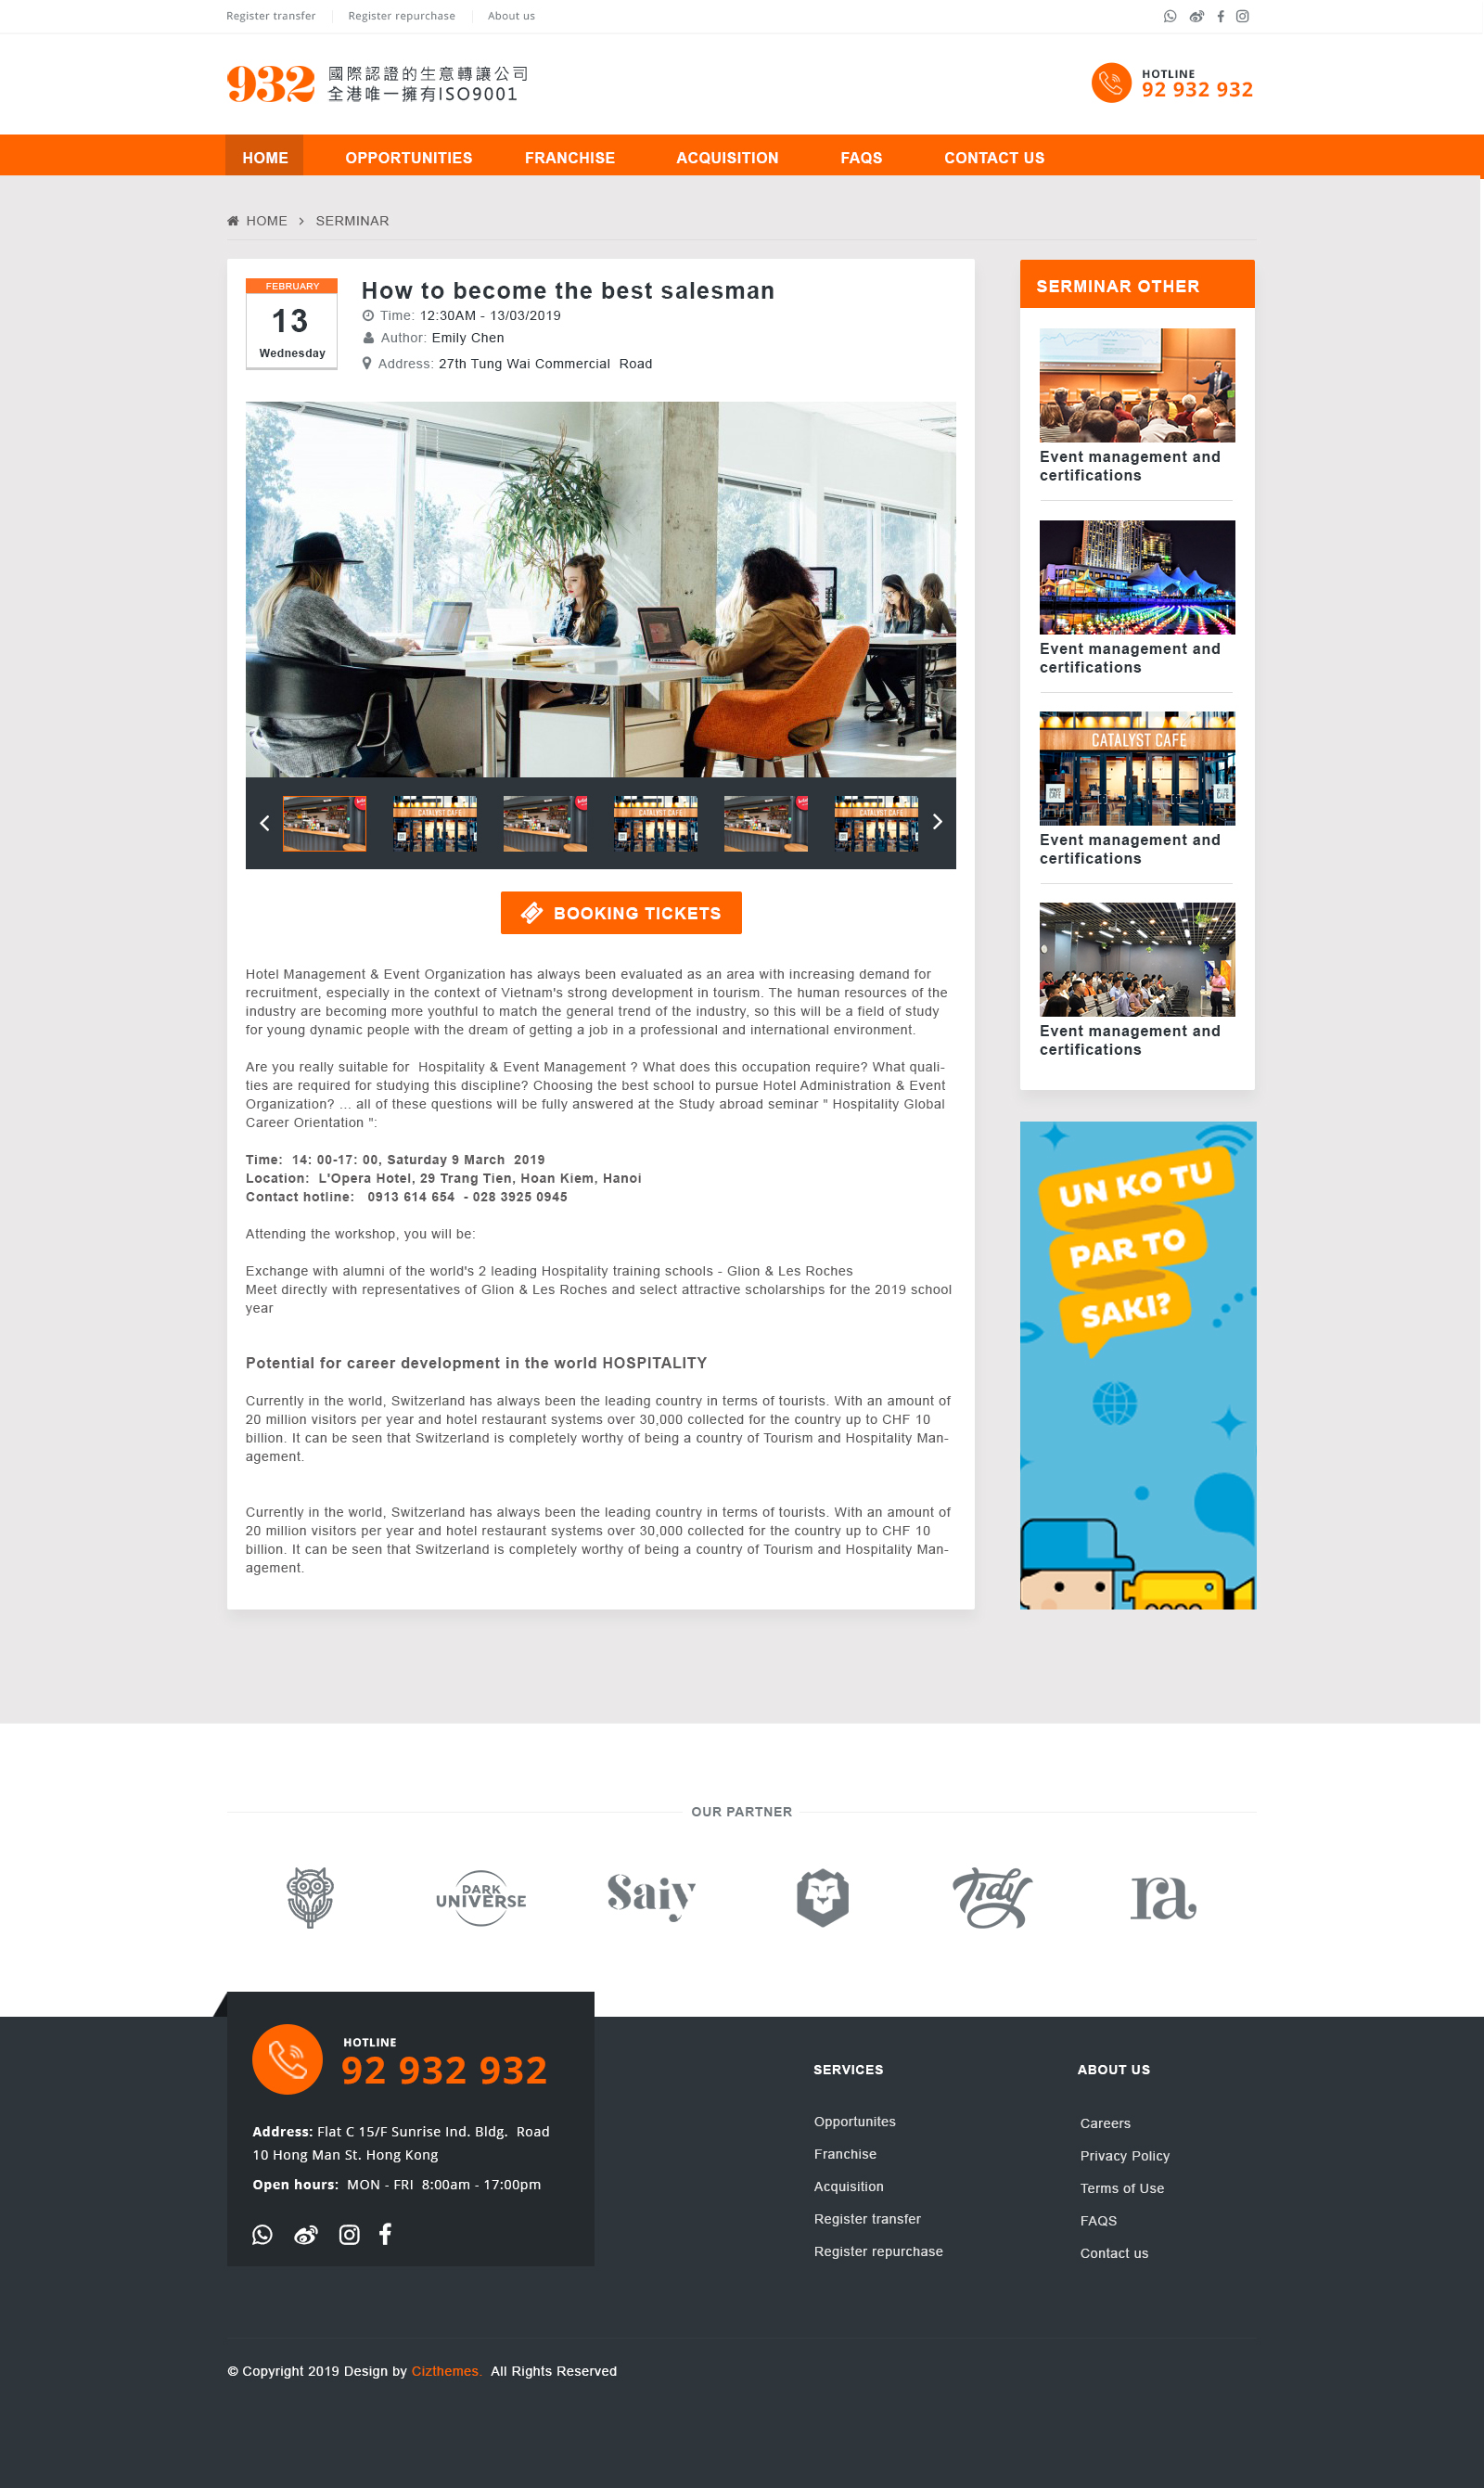 Register transfer
Register repurchase
About us
932
國際認證的生意轉讓公司
全港唯一擁有ISO9001
HOTLINE
92 932 932
HOME
OPPORTUNITIES
FRANCHISE
ACQUISITION
FAQS
CONTACT US
HOME > SERMINAR
FEBRUARY
13
Wednesday
How to become the best salesman
Time: 12:30AM - 13/03/2019
Author: Emily Chen
Address: 27th Tung Wai Commercial Road
CATALYST CAFE
CATALYST CAFE
CATALYST CAFE
BOOKING TICKETS
Hotel Management & Event Organization has always been evaluated as an area with increasing demand for
recruitment, especially in the context of Vietnam's strong development in tourism. The human resources of the
industry are becoming more youthful to match the general trend of the industry, so this will be a field of study
for young dynamic people with the dream of getting a job in a professional and international environment.
Are you really suitable for Hospitality & Event Management ? What does this occupation require? What quali-
ties are required for studying this discipline? Choosing the best school to pursue Hotel Administration & Event
Organization? ... all of these questions will be fully answered at the Study abroad seminar " Hospitality Global
Career Orientation ":
Time: 14: 00-17: 00, Saturday 9 March 2019
Location: L'Opera Hotel, 29 Trang Tien, Hoan Kiem, Hanoi
Contact hotline: 0913 614 654 - 028 3925 0945
Attending the workshop, you will be:
Exchange with alumni of the world's 2 leading Hospitality training schools - Glion & Les Roches
Meet directly with representatives of Glion & Les Roches and select attractive scholarships for the 2019 school
year
Potential for career development in the world HOSPITALITY
Currently in the world, Switzerland has always been the leading country in terms of tourists. With an amount of
20 million visitors per year and hotel restaurant systems over 30,000 collected for the country up to CHF 10
billion. It can be seen that Switzerland is completely worthy of being a country of Tourism and Hospitality Man-
agement.
Currently in the world, Switzerland has always been the leading country in terms of tourists. With an amount of
20 million visitors per year and hotel restaurant systems over 30,000 collected for the country up to CHF 10
billion. It can be seen that Switzerland is completely worthy of being a country of Tourism and Hospitality Man-
agement.
SERMINAR OTHER
Event management and
certifications
Event management and
certifications
CATALYST CAFE
Event management and
certifications
Event management and
certifications
UN KO TU
PAR TO
SAKI?
OUR PARTNER
DARK
UNIVERSE
Saiy
Tidy
ra
HOTLINE
92 932 932
Address: Flat C 15/F Sunrise Ind. Bldg. Road
10 Hong Man St. Hong Kong
Open hours: MON - FRI 8:00am - 17:00pm
SERVICES
Opportunites
Franchise
Acquisition
Register transfer
Register repurchase
ABOUT US
Careers
Privacy Policy
Terms of Use
FAQS
Contact us
© Copyright 2019 Design by Cizthemes. All Rights Reserved